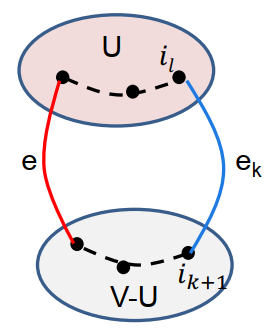 U
i_l
e
e_k
i_{k+1}
V-U